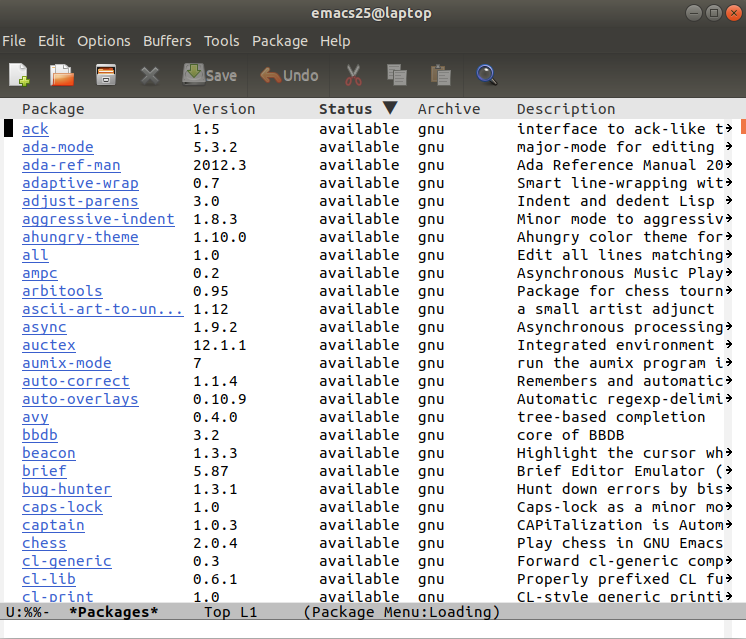 emacs25@laptop
File Edit Options Buffers Tools Package Help
Save Undo
Package Version Status ▼ Archive Description
ack 1.5 available gnu interface to ack-like t
ada-mode 5.3.2 available gnu major-mode for editing
ada-ref-man 2012.3 available gnu Ada Reference Manual 20
adaptive-wrap 0.7 available gnu Smart line-wrapping wit
adjust-parens 3.0 available gnu Indent and dedent Lisp
aggressive-indent 1.8.3 available gnu Minor mode to aggressiv
ahungry-theme 1.10.0 available gnu Ahungry color theme for
all 1.0 available gnu Edit all lines matching
ampc 0.2 available gnu Asynchronous Music Play
arbitools 0.95 available gnu Package for chess tourn
ascii-art-to-un... 1.12 available gnu a small artist adjunct
async 1.9.2 available gnu Asynchronous processing
auctex 12.1.1 available gnu Integrated environment
aumix-mode 7 available gnu run the aumix program i
auto-correct 1.1.4 available gnu Remembers and automatic
auto-overlays 0.10.9 available gnu Automatic regexp-delimi
avy 0.4.0 available gnu tree-based completion
bbdb 3.2 available gnu core of BBDB
beacon 1.3.3 available gnu Highlight the cursor wh
brief 5.87 available gnu Brief Editor Emulator (
bug-hunter 1.3.1 available gnu Hunt down errors by bis
caps-lock 1.0 available gnu Caps-lock as a minor mo
captain 1.0.3 available gnu CAPiTalization is Autom
chess 2.0.4 available gnu Play chess in GNU Emacs
cl-generic 0.3 available gnu Forward cl-generic comp
cl-lib 0.6.1 available gnu Properly prefixed CL fu
cl-print 1.0 available gnu CL-style generic printi
U:%%- *Packages* Top L1 (Package Menu:Loading)